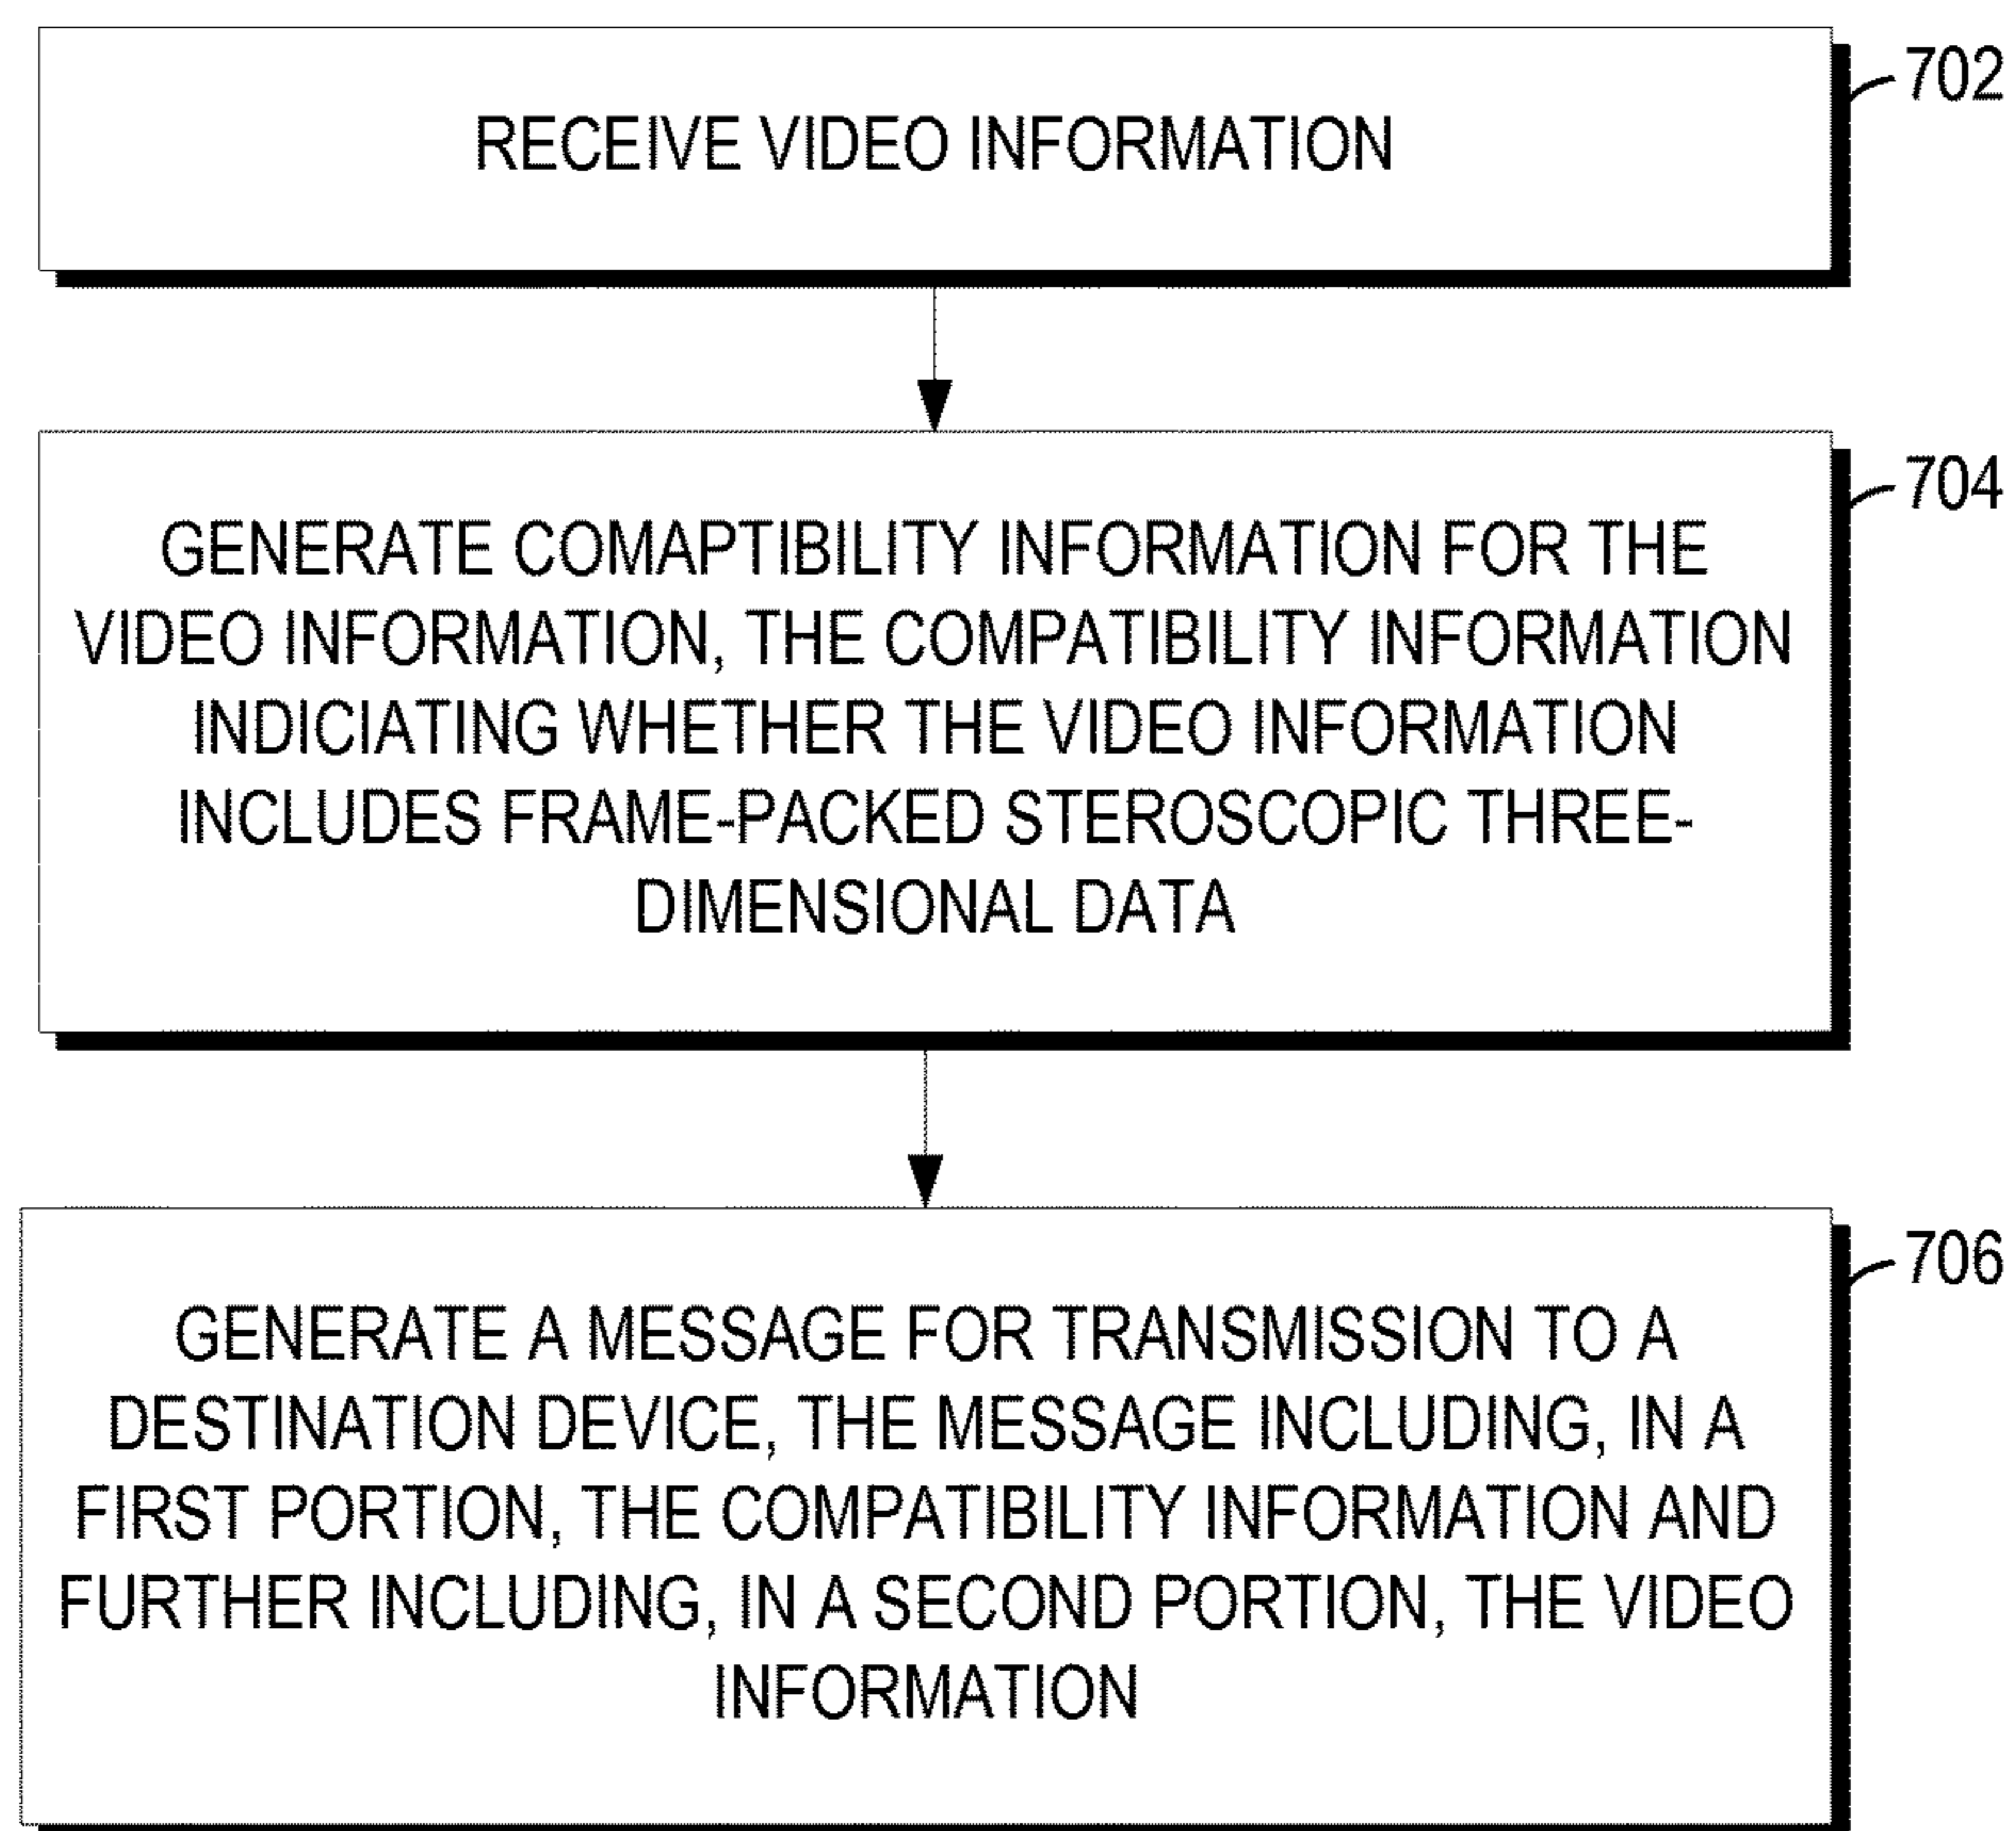 702
RECEIVE VIDEO INFORMATION
704
GENERATE COMAPTIBILITY INFORMATION FOR THE
VIDEO INFORMATION, THE COMPATIBILITY INFORMATION
INDICIATING WHETHER THE VIDEO INFORMATION
INCLUDES FRAME-PACKED STEROSCOPIC THREE-
DIMENSIONAL DATA
706
GENERATE A MESSAGE FOR TRANSMISSION TO A
DESTINATION DEVICE, THE MESSAGE INCLUDING, IN A
FIRST PORTION, THE COMPATIBILITY INFORMATION AND
FURTHER INCLUDING, IN A SECOND PORTION, THE VIDEO
INFORMATION